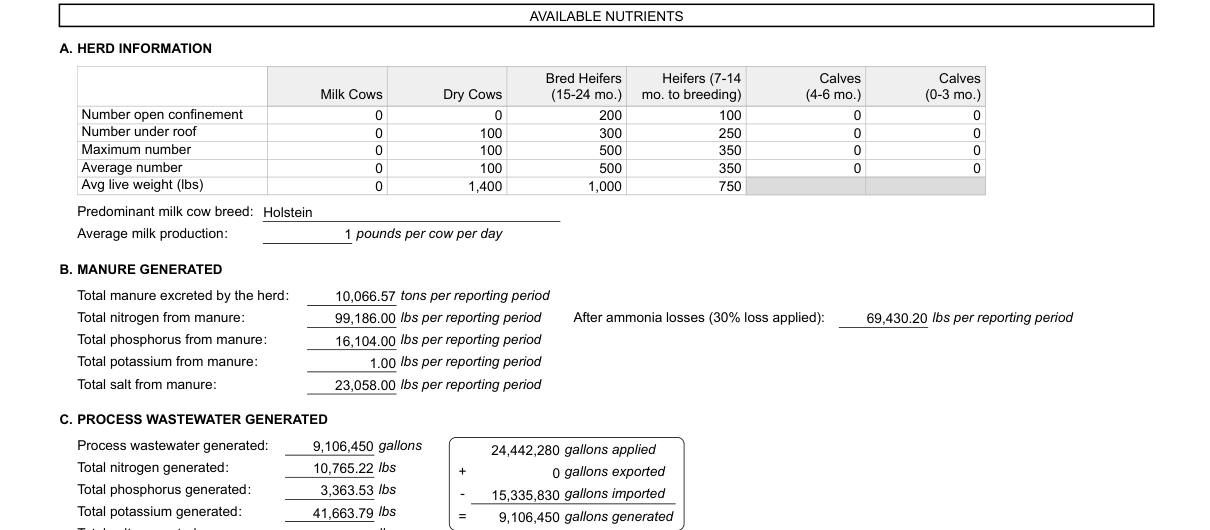 AVAILABLE NUTRIENTS
A. HERD INFORMATION
Milk Cows Dry Cows Bred Heifers (15-24 mo.) Heifers (7-14 mo. to breeding) Calves (4-6 mo.) Calves (0-3 mo.)
Number open confinement 0 0 200 100 0 0
Number under roof 0 100 300 250 0 0
Maximum number 0 100 500 350 0 0
Average number 0 100 500 350 0 0
Avg live weight (lbs) 0 1,400 1,000 750
Predominant milk cow breed: Holstein
Average milk production: 1 pounds per cow per day
B. MANURE GENERATED
Total manure excreted by the herd: 10,066.57 tons per reporting period
Total nitrogen from manure: 99,186.00 lbs per reporting period After ammonia losses (30% loss applied): 69,430.20 lbs per reporting period
Total phosphorus from manure: 16,104.00 lbs per reporting period
Total potassium from manure: 1.00 lbs per reporting period
Total salt from manure: 23,058.00 lbs per reporting period
C. PROCESS WASTEWATER GENERATED
Process wastewater generated: 9,106,450 gallons
Total nitrogen generated: 10,765.22 lbs
Total phosphorus generated: 3,363.53 lbs
Total potassium generated: 41,663.79 lbs
24,442,280 gallons applied
+ 0 gallons exported
- 15,335,830 gallons imported
= 9,106,450 gallons generated